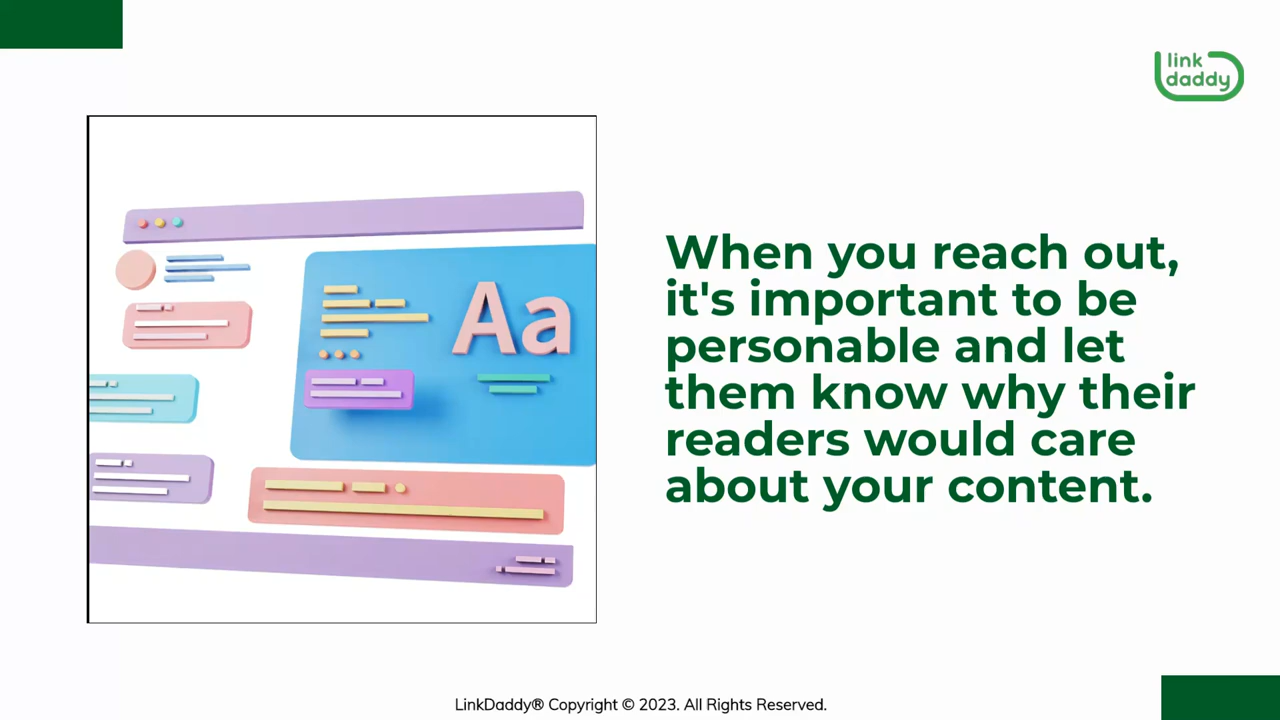 link
daddy
Aa
When you reach out,
it's important to be
personable and let
them know why their
readers would care
about your content.
LinkDaddy® Copyright © 2023. All Rights Reserved.